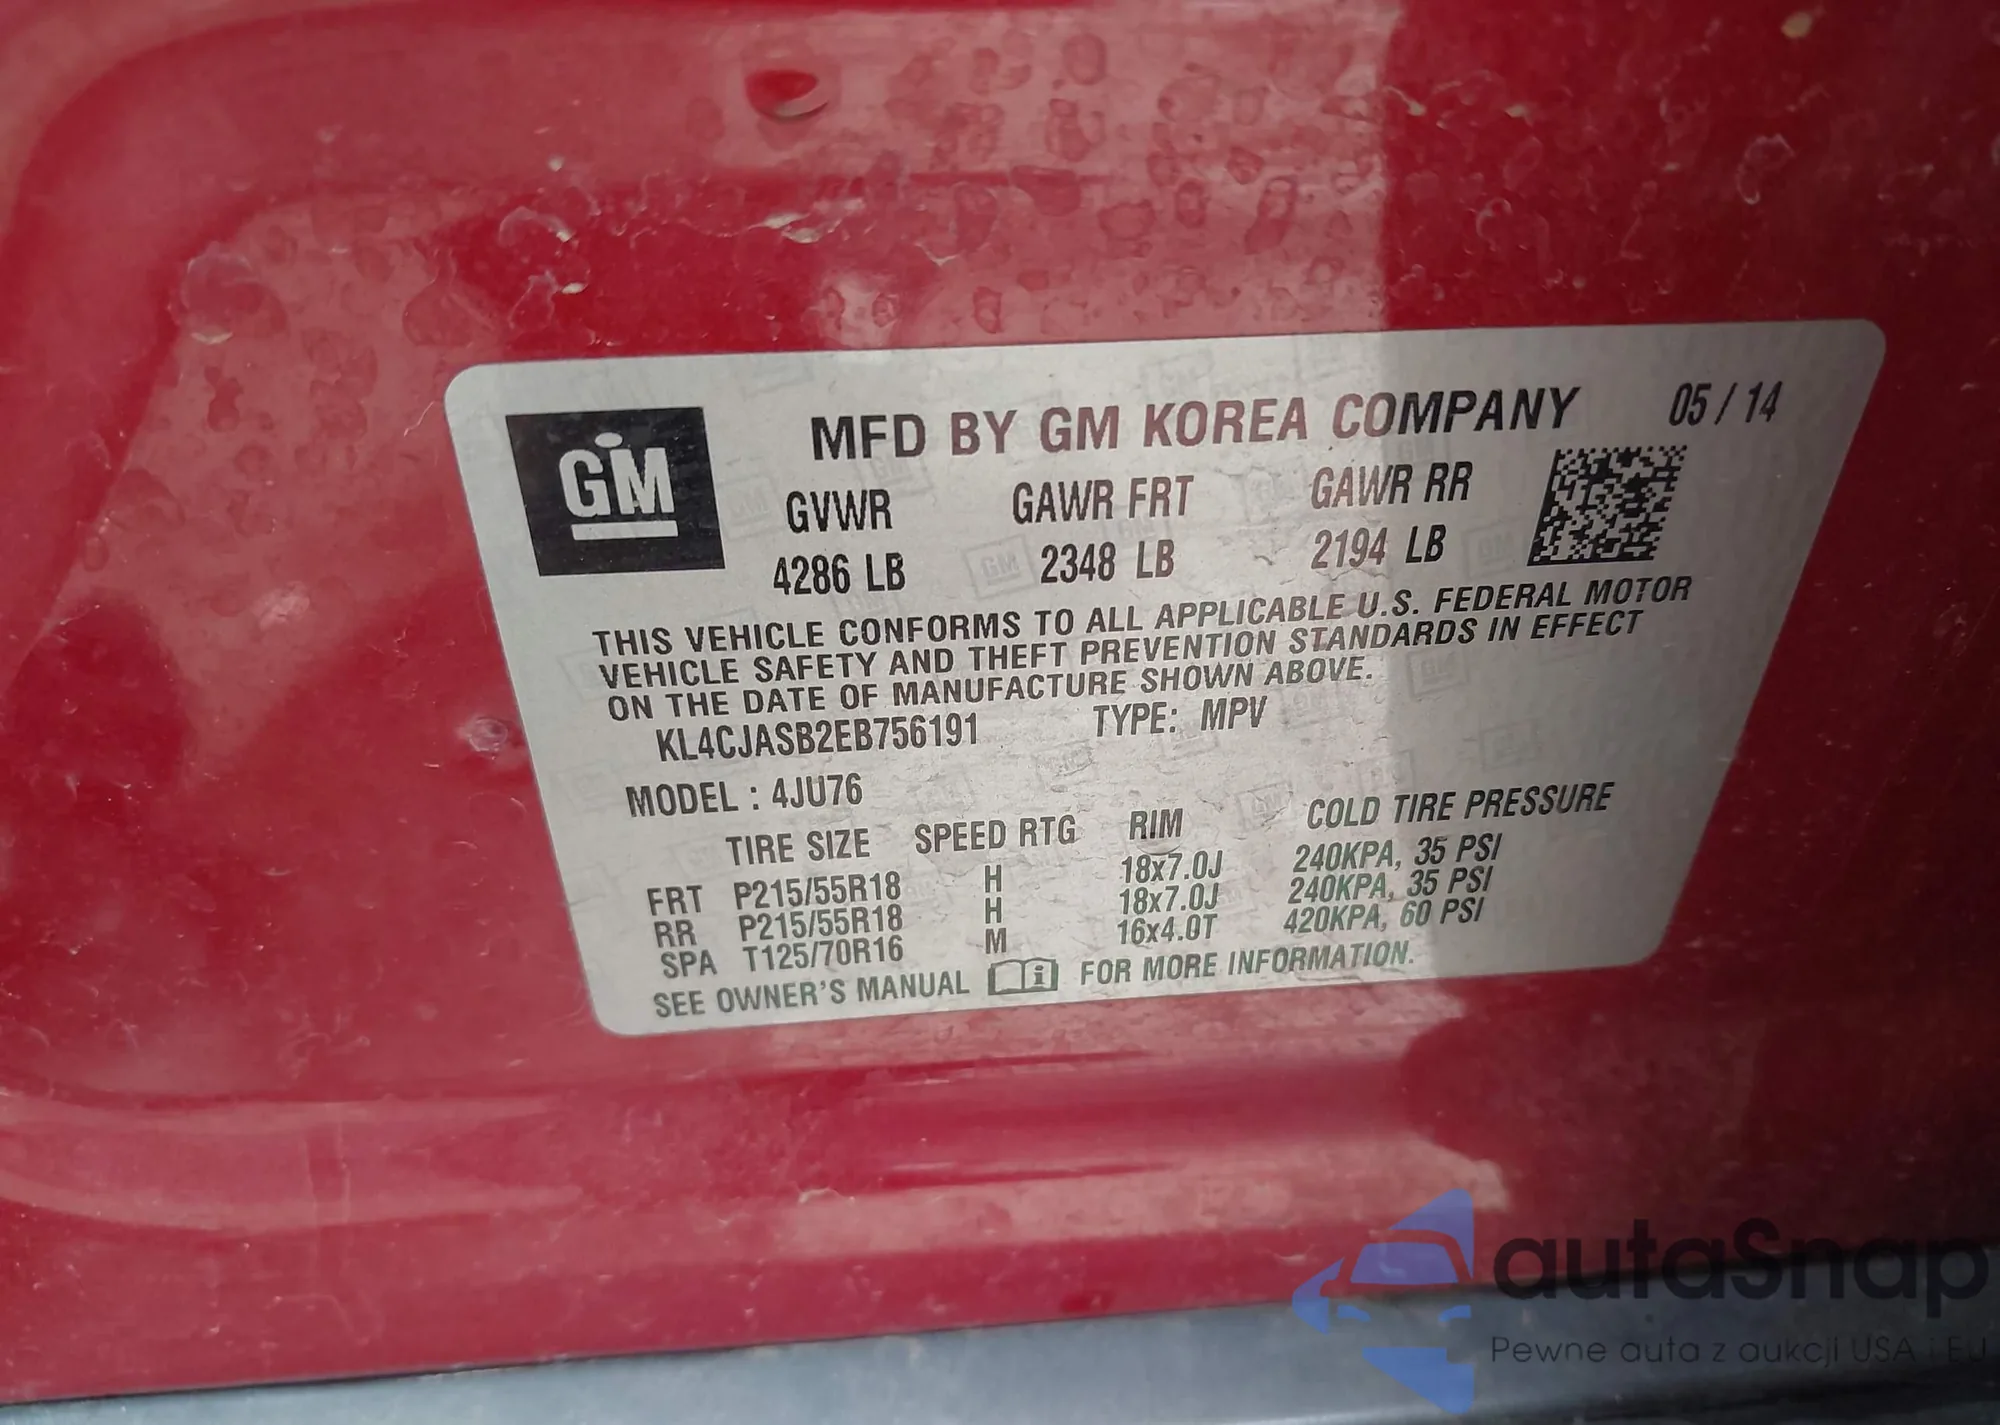 GM
MFD BY GM KOREA COMPANY 05 / 14
GVWR GAWR FRT GAWR RR
4286 LB 2348 LB 2194 LB
THIS VEHICLE CONFORMS TO ALL APPLICABLE U.S. FEDERAL MOTOR
VEHICLE SAFETY AND THEFT PREVENTION STANDARDS IN EFFECT
ON THE DATE OF MANUFACTURE SHOWN ABOVE.
KL4CJASB2EB756191 TYPE: MPV
MODEL : 4JU76
TIRE SIZE SPEED RTG RIM COLD TIRE PRESSURE
FRT P215/55R18 H 18x7.0J 240KPA, 35 PSI
RR P215/55R18 H 18x7.0J 240KPA, 35 PSI
SPA T125/70R16 M 16x4.0T 420KPA, 60 PSI
SEE OWNER'S MANUAL i FOR MORE INFORMATION.
autaSnap
Pewne auta z aukcji USA i EU